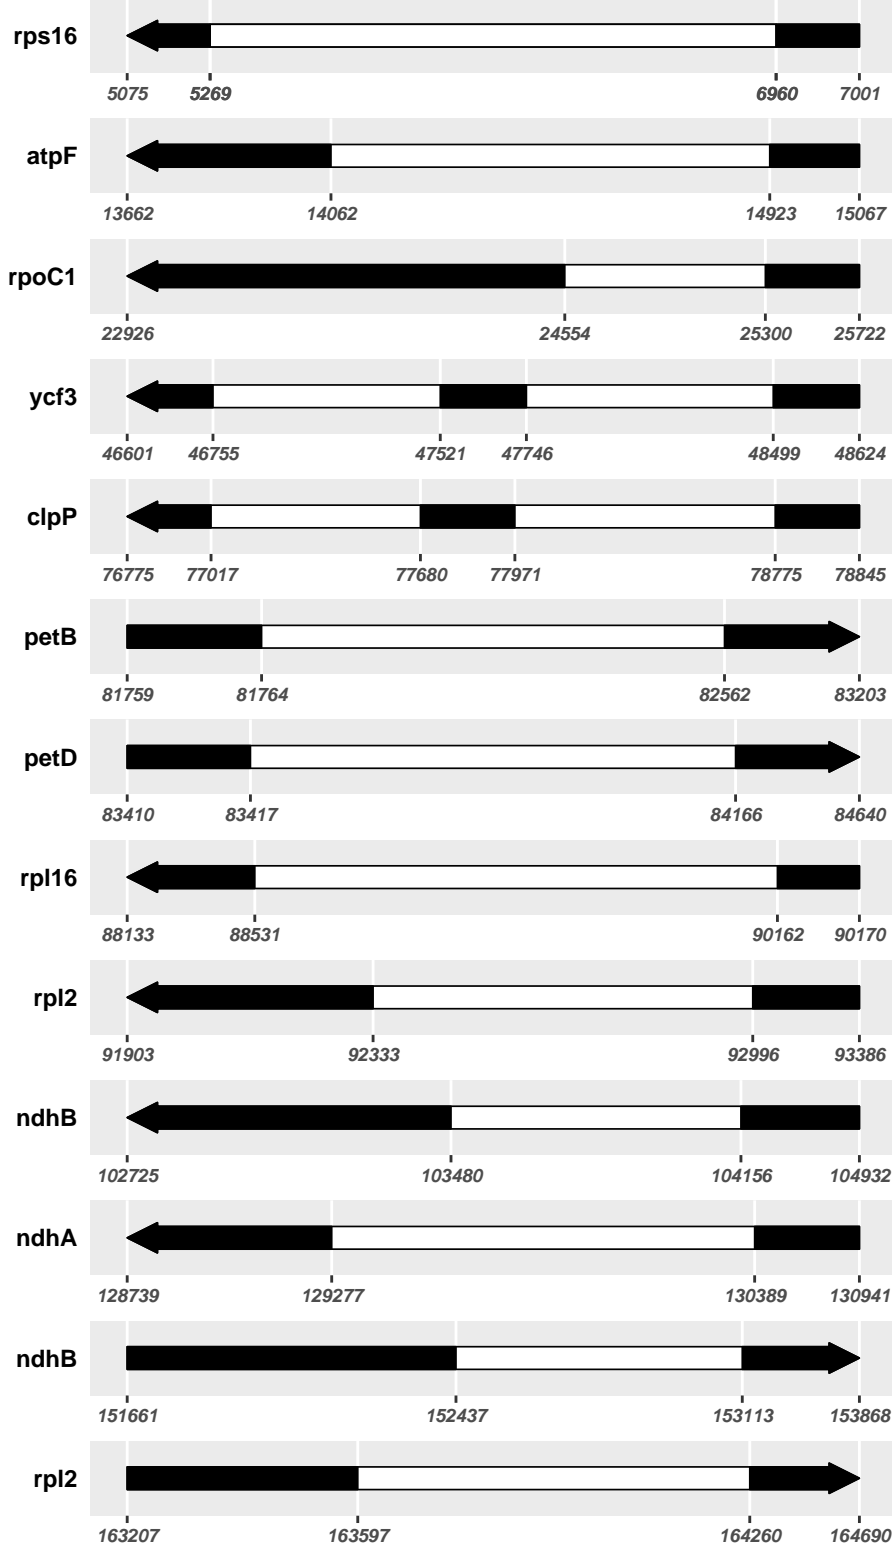 rps16
5075 5269 6960 7001
atpF
13662 14062 14923 15067
rpoC1
22926 24554 25300 25722
ycf3
46601 46755 47521 47746 48499 48624
clpP
76775 77017 77680 77971 78775 78845
petB
81759 81764 82562 83203
petD
83410 83417 84166 84640
rpl16
88133 88531 90162 90170
rpl2
91903 92333 92996 93386
ndhB
102725 103480 104156 104932
ndhA
128739 129277 130389 130941
ndhB
151661 152437 153113 153868
rpl2
163207 163597 164260 164690